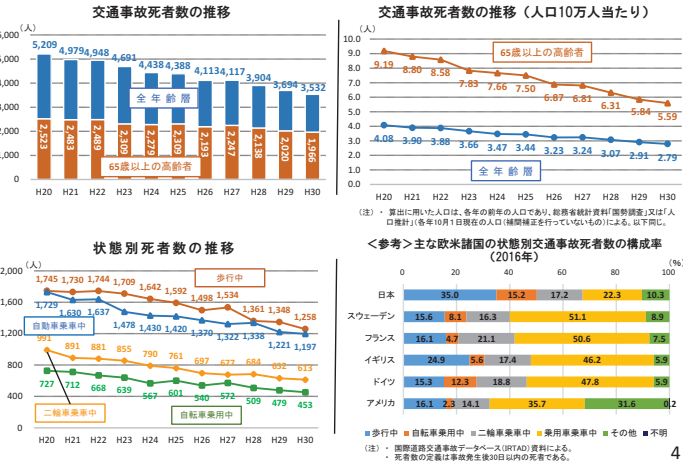 交通事故死者数の推移
(人)
5,209
4,979
4,948
4,691
4,438
4,388
4,113
4,117
3,904
3,694
3,532
,000
5,000
4,000
3,000
2,000
1,000
0
全年齢層
2,523
2,483
2,489
2,309
2,279
2,309
2,193
2,247
2,138
2,020
1,966
65歳以上の高齢者
H20 H21 H22 H23 H24 H25 H26 H27 H28 H29 H30
交通事故死者数の推移（人口10万人当たり）
(人)
10.0
9.0
8.0
7.0
6.0
5.0
4.0
3.0
2.0
1.0
0.0
65歳以上の高齢者
9.19 8.80 8.58 7.83 7.66 7.50 6.87 6.81 6.31 5.84 5.59
4.08 3.90 3.88 3.66 3.47 3.44 3.23 3.24 3.07 2.91 2.79
全年齢層
H20 H21 H22 H23 H24 H25 H26 H27 H28 H29 H30
（注）・ 算出に用いた人口は、各年の前年の人口であり、総務省統計資料「国勢調査」又は「人
口推計」（各年10月1日現在の人口（補間補正を行っていないもの）による。以下同じ。
状態別死者数の推移
(人)
2,000
1,600
1,200
800
400
0
1,745 1,730 1,744 1,709 1,642 1,592 1,498 1,534 1,361 1,348 1,258
歩行中
1,729 1,630 1,637 1,478 1,430 1,420 1,370 1,322 1,338 1,221 1,197
自動車乗車中
991 891 881 855 790 761 697 677 684 632 613
727 712 668 639 567 601 540 572 509 479 453
二輪車乗車中
自転車乗用中
H20 H21 H22 H23 H24 H25 H26 H27 H28 H29 H30
＜参考＞主な欧米諸国の状態別交通事故死者数の構成率
（2016年）
(%)
0 20 40 60 80 100
日本 35.0 15.2 17.2 22.3 10.3
スウェーデン 15.6 8.1 16.3 51.1 8.9
フランス 16.1 4.7 21.1 50.6 7.5
イギリス 24.9 5.6 17.4 46.2 5.9
ドイツ 15.3 12.3 18.8 47.8 5.9
アメリカ 16.1 2.3 14.1 35.7 31.6 0.2
歩行中 自転車乗用中 二輪車乗車中 乗用車乗車中 その他 不明
（注） ・ 国際道路交通事故データベース（IRTAD）資料による。
・ 死者数の定義は事故発生後30日以内の死者である。
4